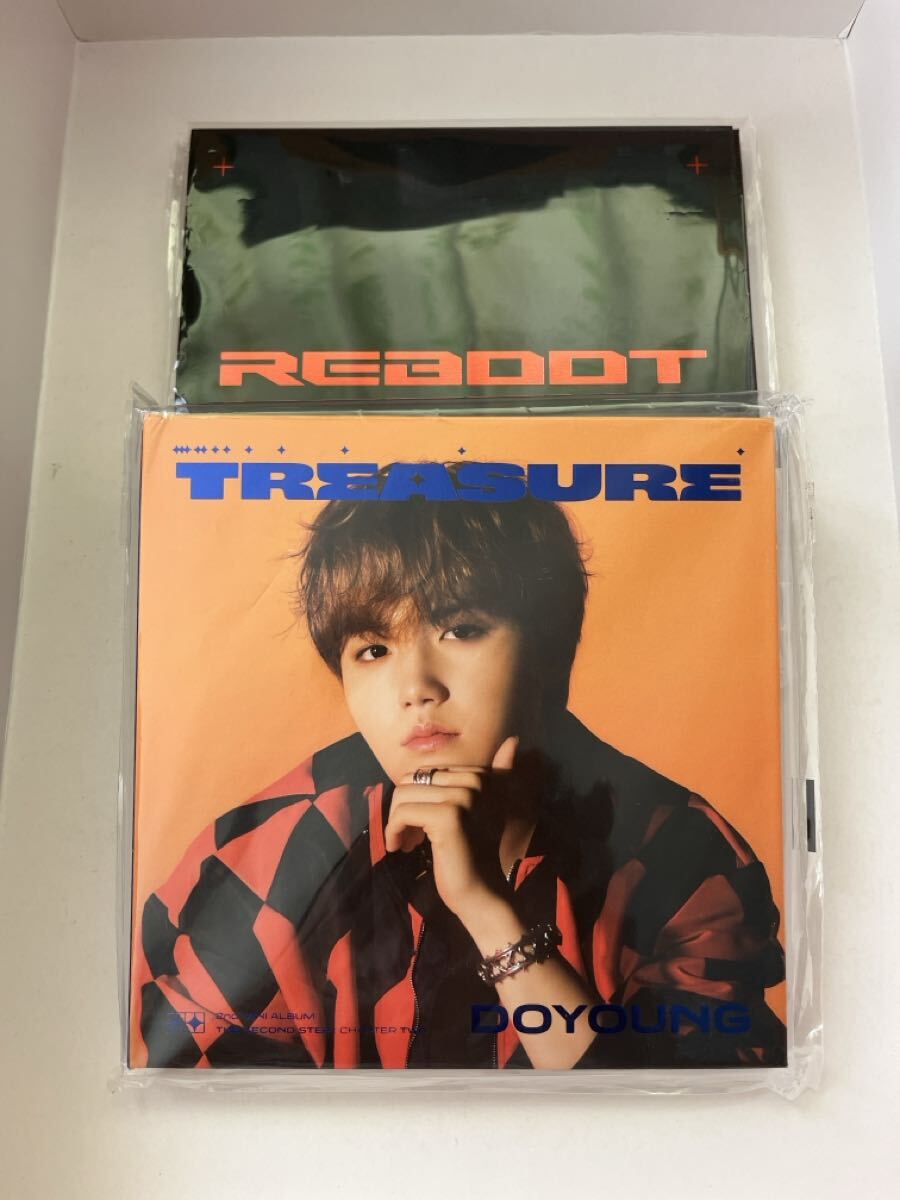 REBOOT
TREASURE
2nd MINI ALBUM
THE SECOND STEP : CHAPTER TWO
DOYOUNG